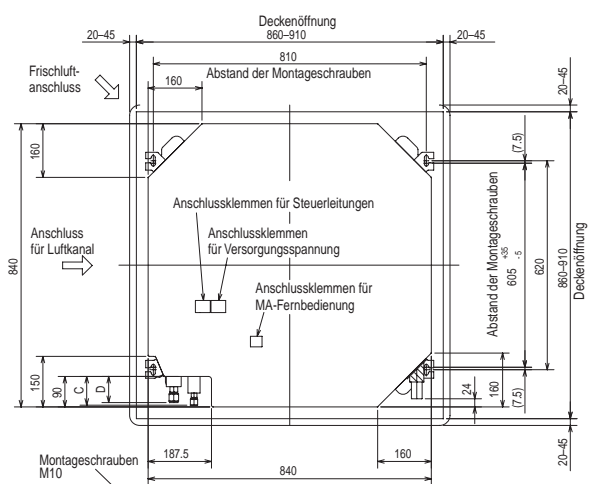 Deckenöffnung
20–45
860–910
20–45
810
Frischluft-
anschluss
Abstand der Montageschrauben
160
20–45
(7.5)
160
Anschlussklemmen für Steuerleitungen
Anschluss
für Luftkanal
Anschlussklemmen
für Versorgungsspannung
840
Abstand der Montageschrauben
605 +35 - 5
620
860–910
Deckenöffnung
Anschlussklemmen für
MA-Fernbedienung
150
90
C
D
24
160
(7.5)
Montageschrauben
M10
187.5
160
840
20–45